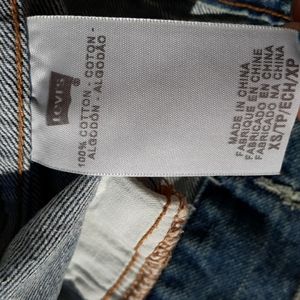 Levi's
100% COTTON - COTON -
ALGODÓN - ALGODÃO
MADE IN CHINA
FABRIQUE EN CHINE
FABRICADO EN CHINA
FABRICADO NA CHINA
XS/TP/ECH/XP